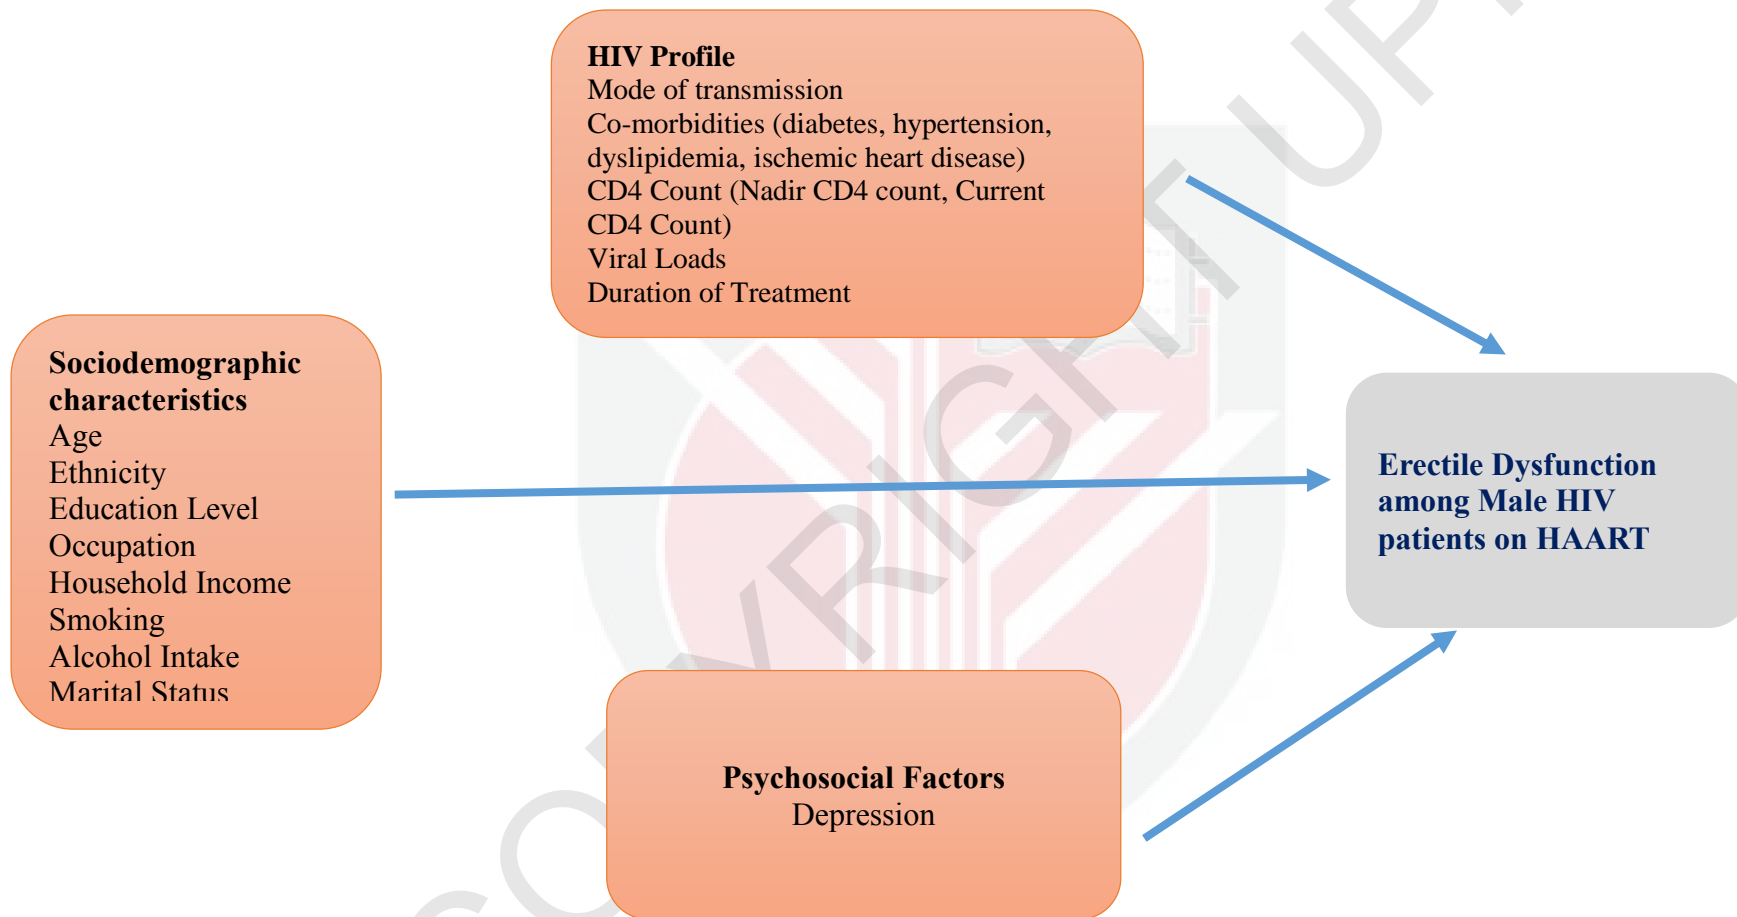 HIV Profile
Mode of transmission
Co-morbidities (diabetes, hypertension,
dyslipidemia, ischemic heart disease)
CD4 Count (Nadir CD4 count, Current
CD4 Count)
Viral Loads
Duration of Treatment
Sociodemographic
characteristics
Age
Ethnicity
Education Level
Occupation
Household Income
Smoking
Alcohol Intake
Marital Status
Psychosocial Factors
Depression
Erectile Dysfunction
among Male HIV
patients on HAART
COPYRIGHT UPM